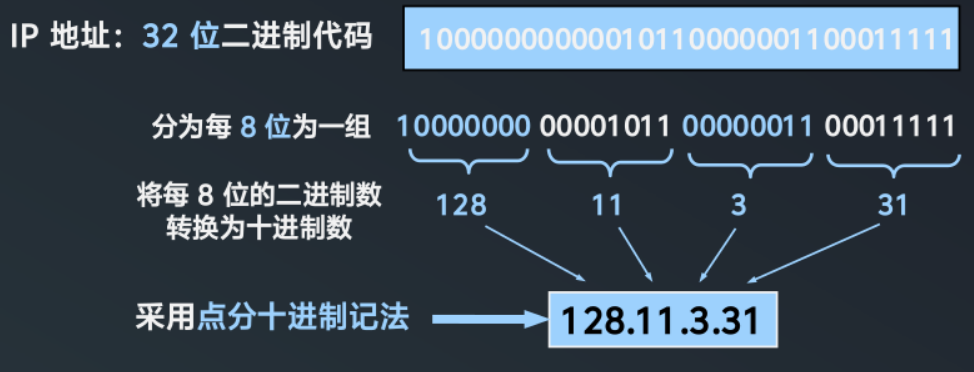 IP 地址：32 位二进制代码 10000000000010110000001100011111
分为每 8 位为一组 10000000 00001011 00000011 00011111
将每 8 位的二进制数
转换为十进制数
128 11 3 31
采用点分十进制记法 128.11.3.31